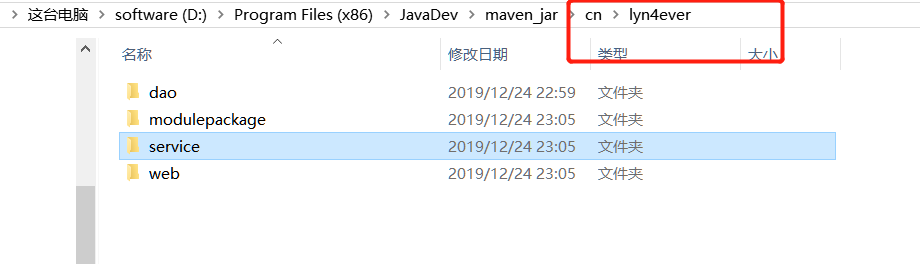 这台电脑 > software (D:) > Program Files (x86) > JavaDev > maven_jar > cn > lyn4ever
名称 修改日期 类型 大小
dao 2019/12/24 22:59 文件夹
modulepackage 2019/12/24 23:05 文件夹
service 2019/12/24 23:05 文件夹
web 2019/12/24 23:05 文件夹